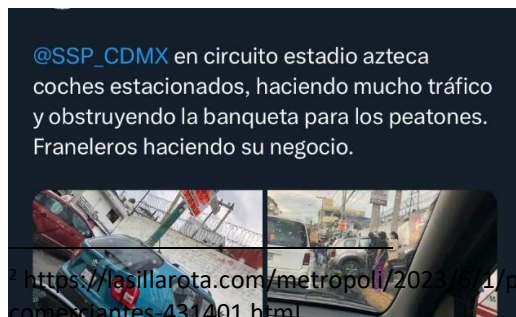 @SSP_CDMX en circuito estadio azteca
coches estacionados, haciendo mucho tráfico
y obstruyendo la banqueta para los peatones.
Franeleros haciendo su negocio.
² https://lasillarota.com/metropoli/2023/6/1/p
comerciantes-431401.html